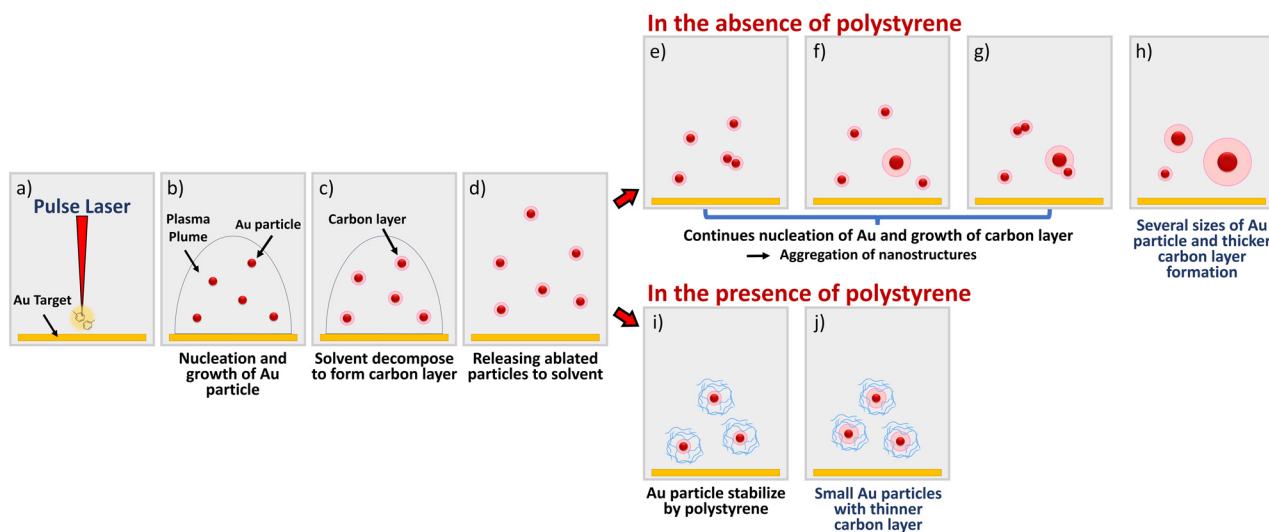 In the absence of polystyrene
e)
f)
g)
h)
a)
Pulse Laser
Au Target
b)
Plasma
Plume
Au particle
Nucleation and
growth of Au
particle
c)
Carbon layer
Solvent decompose
to form carbon layer
d)
Releasing ablated
particles to solvent
Continues nucleation of Au and growth of carbon layer
Aggregation of nanostructures
Several sizes of Au
particle and thicker
carbon layer
formation
In the presence of polystyrene
i)
j)
Au particle stabilize
by polystyrene
Small Au particles
with thinner
carbon layer